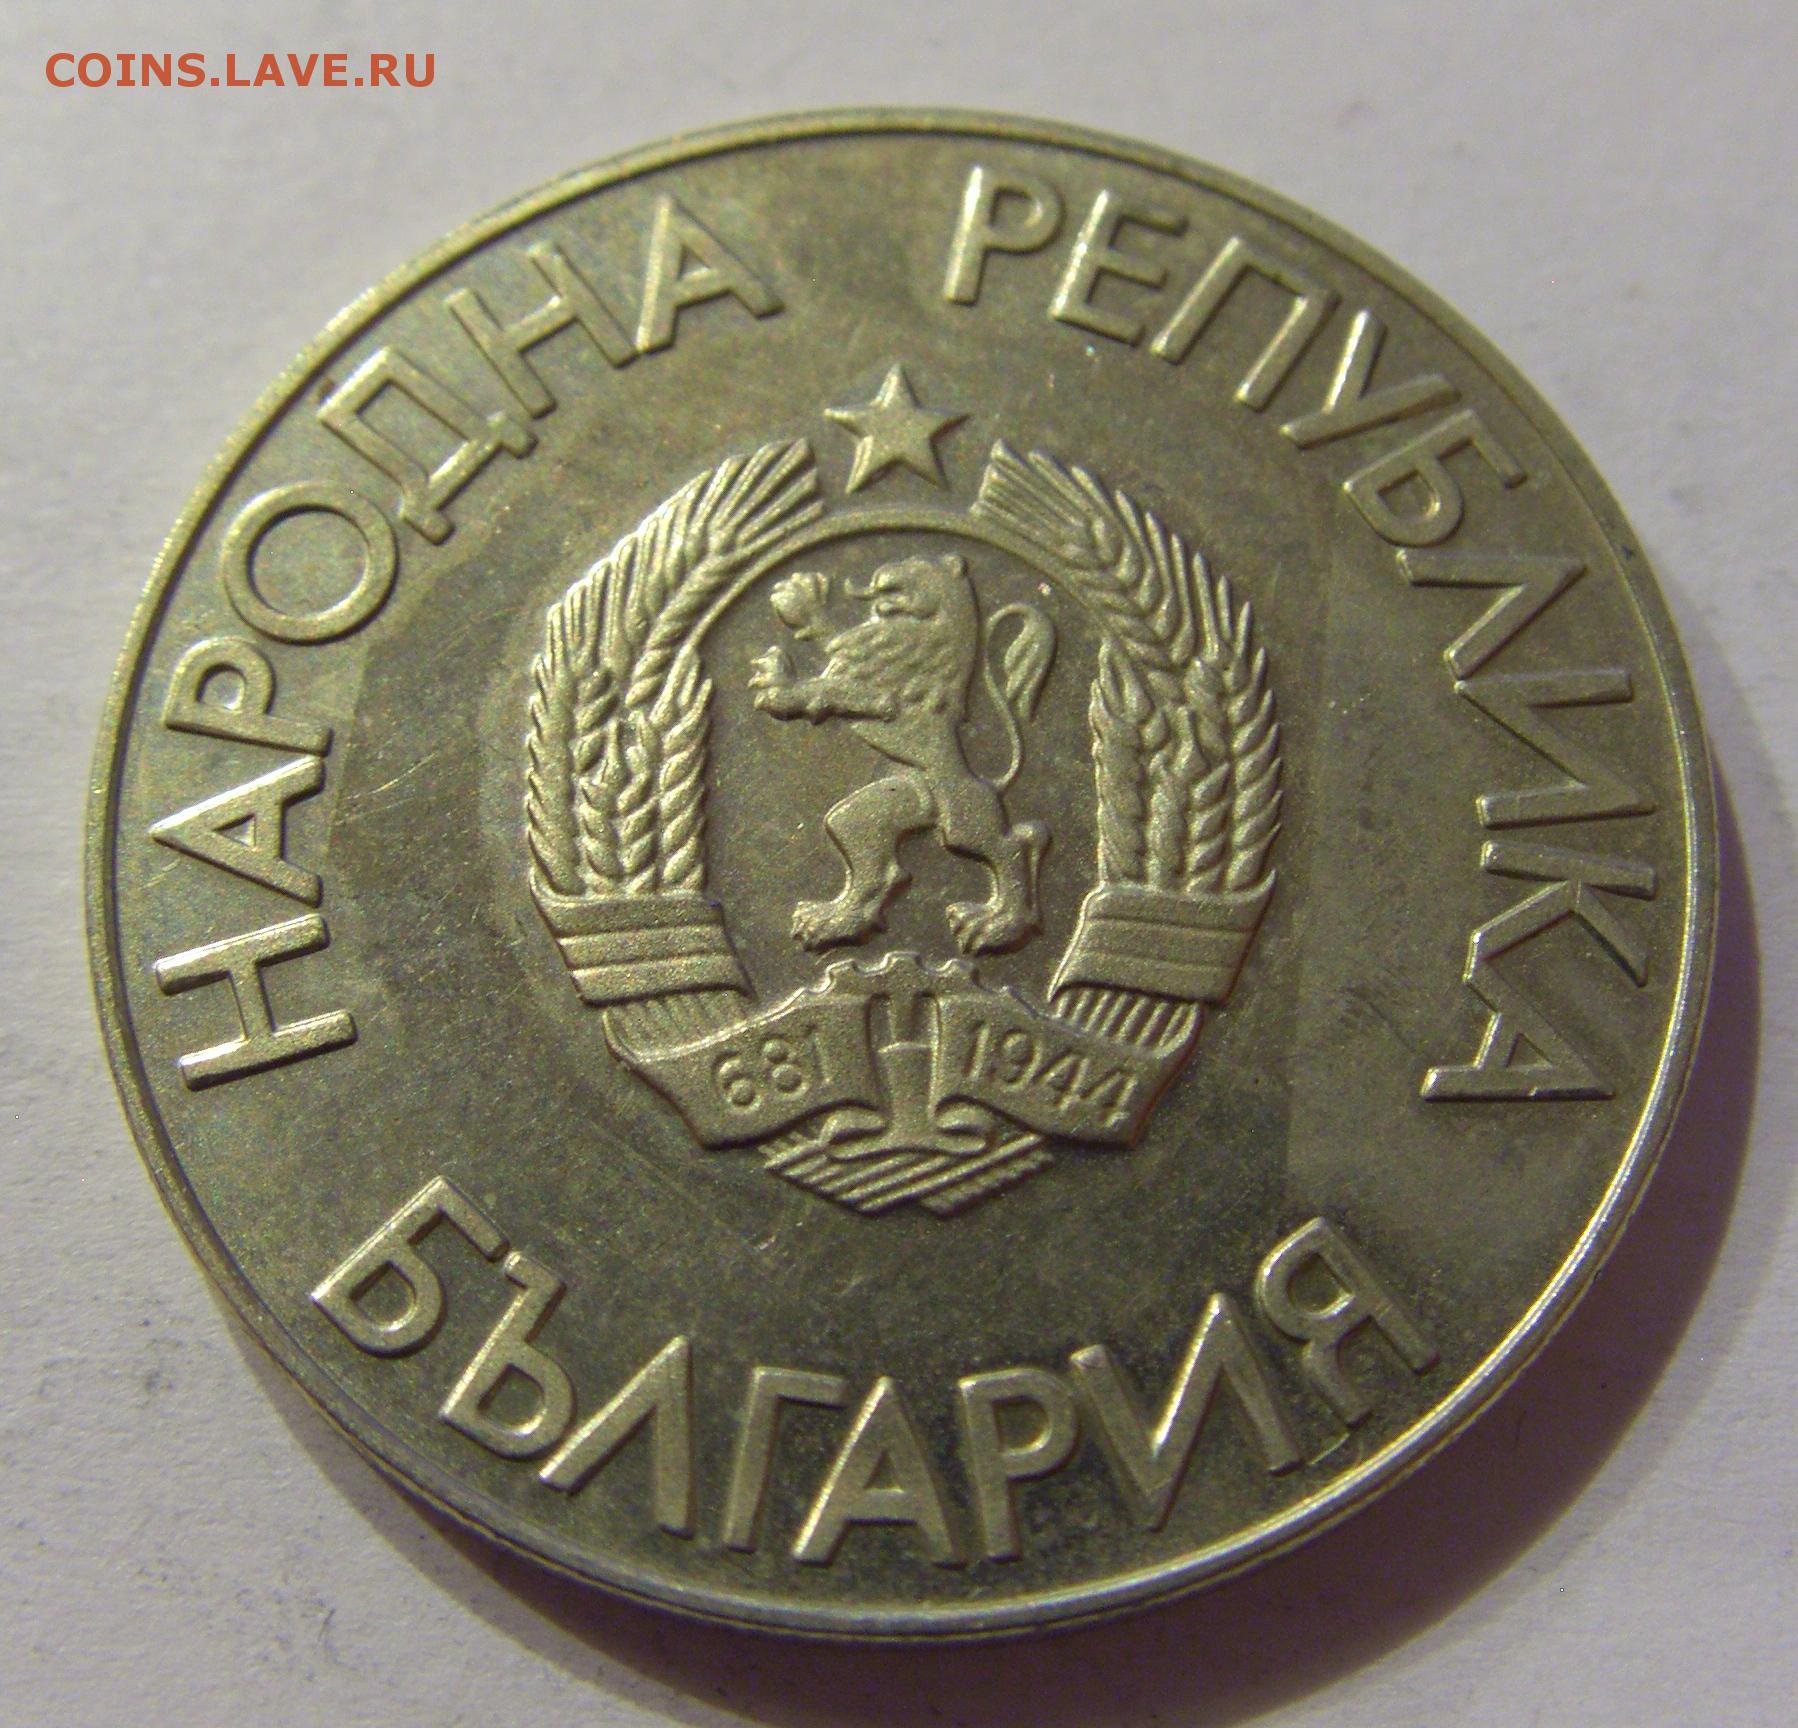 COINS.LAVE.RU
НАРОДНА РЕПУБЛИКА
681 1944
БЪЛГАРИЯ